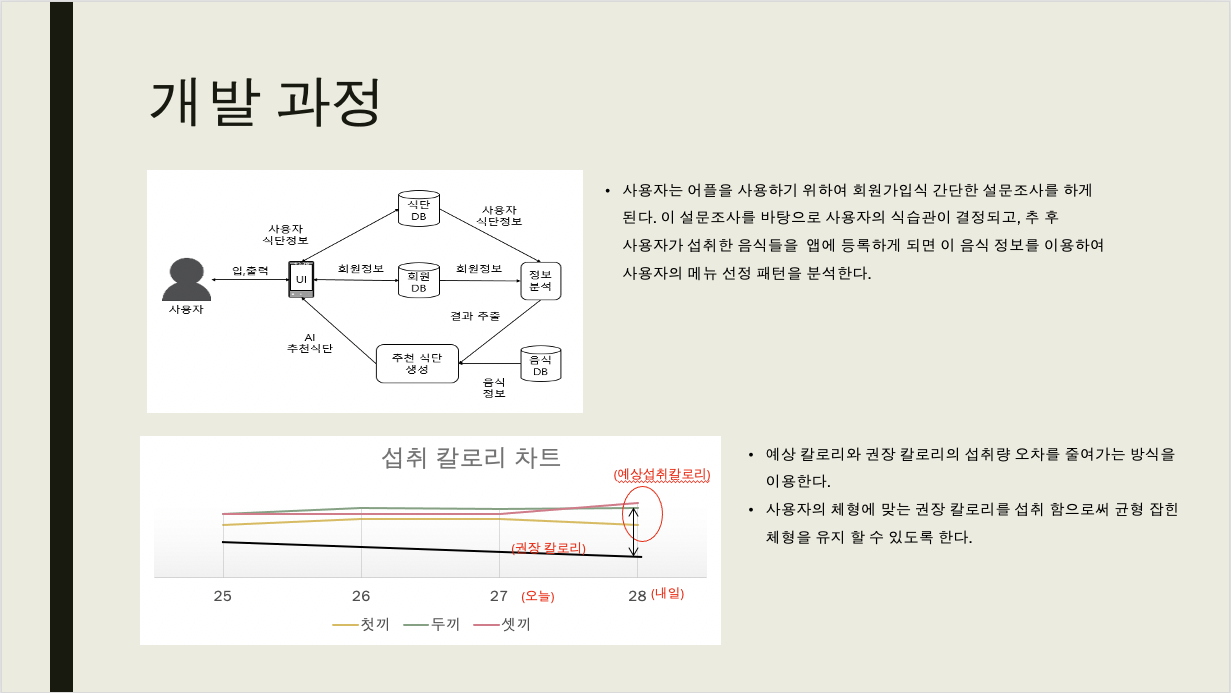 개발 과정
식단
DB
사용자
식단정보
사용자
식단정보
입,출력
UI
회원정보
회원
DB
회원정보
정보
분석
사용자
결과 추출
AI
추천식단
추천 식단
생성
음식
DB
음식
정보
• 사용자는 어플을 사용하기 위하여 회원가입식 간단한 설문조사를 하게
된다. 이 설문조사를 바탕으로 사용자의 식습관이 결정되고, 추 후
사용자가 섭취한 음식들을 앱에 등록하게 되면 이 음식 정보를 이용하여
사용자의 메뉴 선정 패턴을 분석한다.
섭취 칼로리 차트
(예상섭취칼로리)
(권장 칼로리)
25 26 27 (오늘) 28 (내일)
첫끼 두끼 셋끼
• 예상 칼로리와 권장 칼로리의 섭취량 오차를 줄여가는 방식을
이용한다.
• 사용자의 체형에 맞는 권장 칼로리를 섭취 함으로써 균형 잡힌
체형을 유지 할 수 있도록 한다.